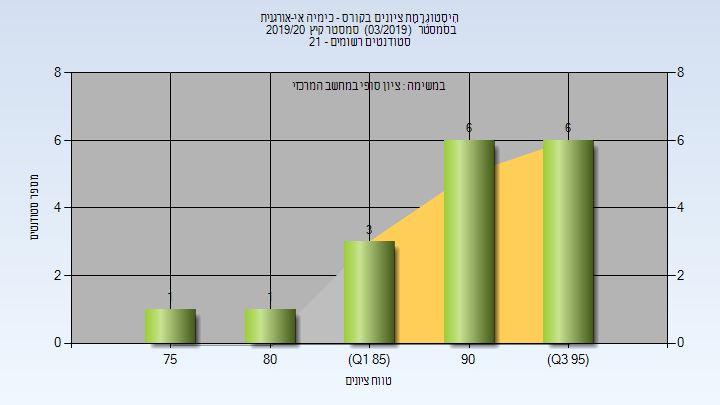 היסטוגרמת ציונים בקורס - כימיה אי-אורגנית
בסמסטר (03/2019) סמסטר קיץ 2019/20
סטודנטים רשומים - 21
במשימה : ציון סופי במחשב המרכזי
8
6
4
2
0
8
6
4
2
0
מספר סטודנטים
1
1
3
6
6
75
80
(Q1 85)
90
(Q3 95)
טווח ציונים